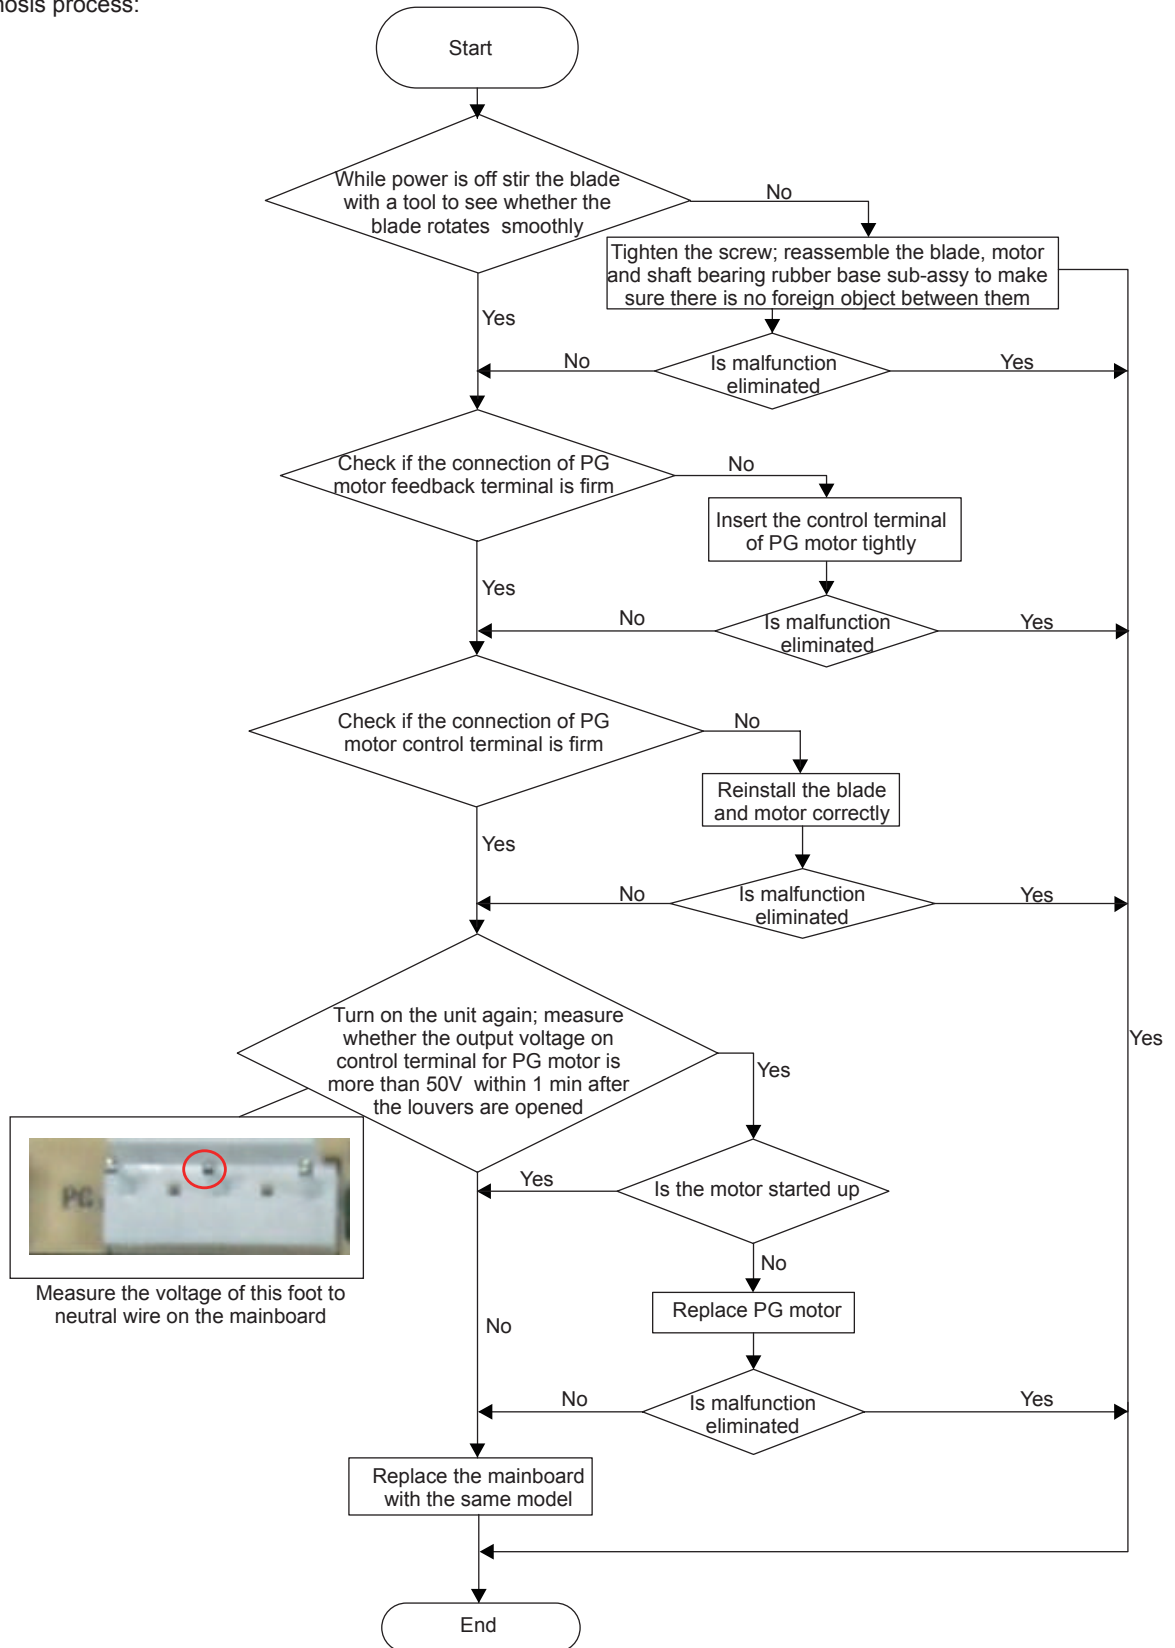 nosis process:
Start
While power is off stir the blade
with a tool to see whether the
blade rotates smoothly
No
Tighten the screw; reassemble the blade, motor
and shaft bearing rubber base sub-assy to make
sure there is no foreign object between them
Yes
No
Is malfunction
eliminated
Yes
Check if the connection of PG
motor feedback terminal is firm
No
Insert the control terminal
of PG motor tightly
Yes
No
Is malfunction
eliminated
Yes
Check if the connection of PG
motor control terminal is firm
No
Reinstall the blade
and motor correctly
Yes
No
Is malfunction
eliminated
Yes
Turn on the unit again; measure
whether the output voltage on
control terminal for PG motor is
more than 50V within 1 min after
the louvers are opened
Yes
Yes
PG
Measure the voltage of this foot to
neutral wire on the mainboard
Yes
Is the motor started up
No
Replace PG motor
No
No
Is malfunction
eliminated
Yes
Replace the mainboard
with the same model
End